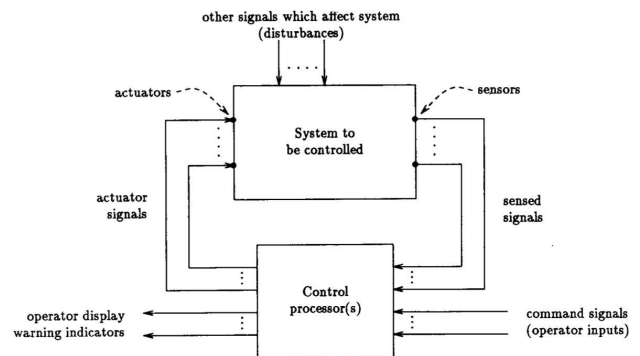 other signals which affect system
(disturbances)
actuators
sensors
System to
be controlled
actuator
signals
sensed
signals
Control
processor(s)
operator display
warning indicators
command signals
(operator inputs)